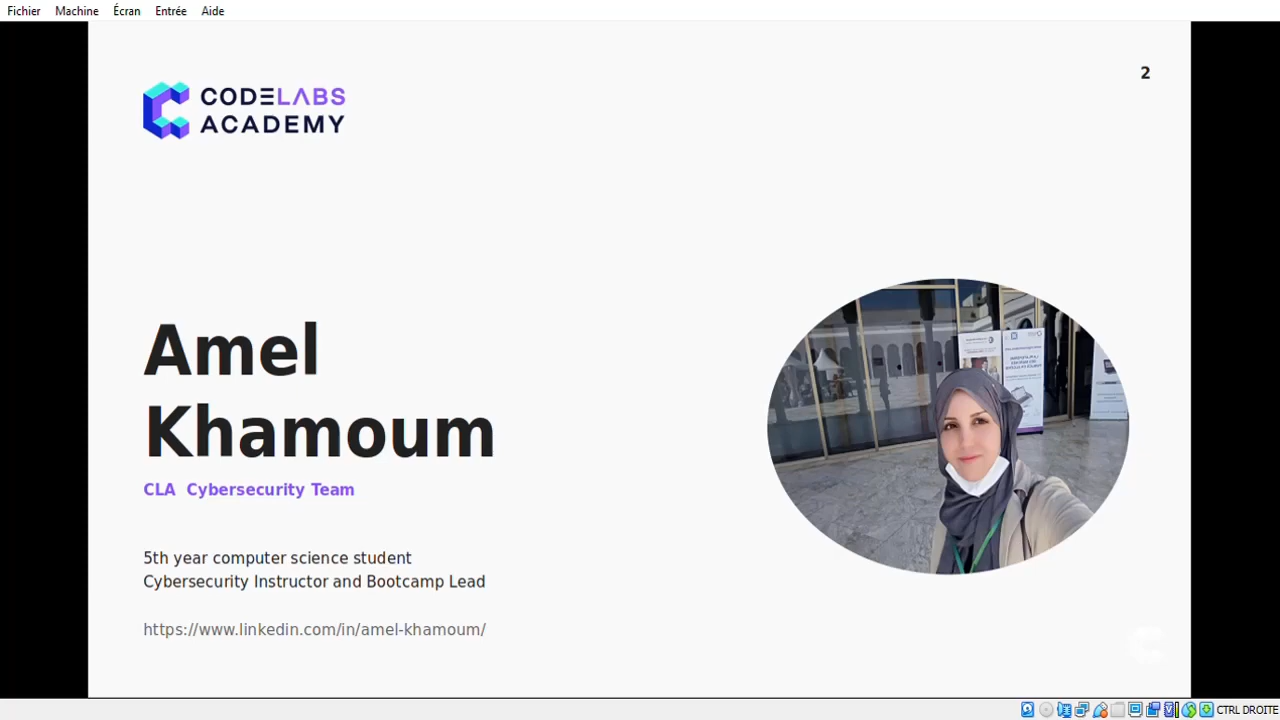 Fichier Machine Écran Entrée Aide
2
CODELABS
ACADEMY
Amel
Khamoum
CLA Cybersecurity Team
5th year computer science student
Cybersecurity Instructor and Bootcamp Lead
https://www.linkedin.com/in/amel-khamoum/
CTRL DROITE